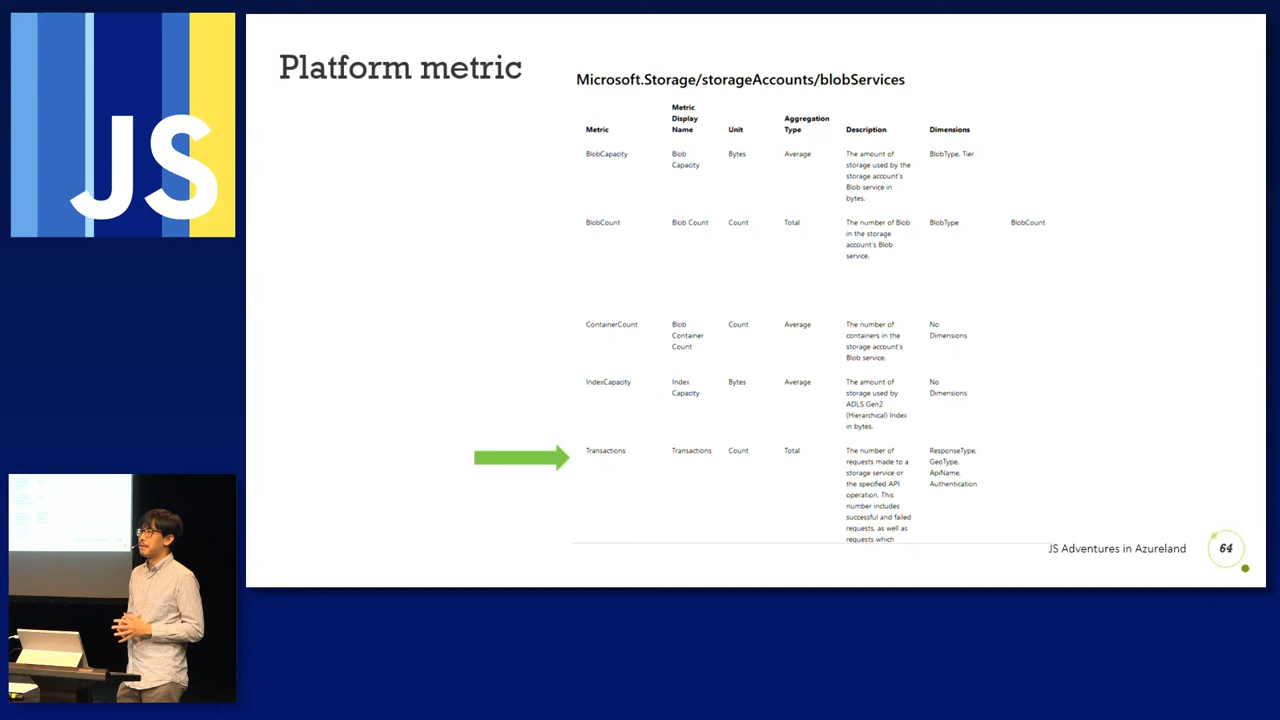 JS
Platform metric
Microsoft.Storage/storageAccounts/blobServices
Metric
Metric
Display
Name
Unit
Aggregation
Type
Description
Dimensions
BlobCapacity
Blob
Capacity
Bytes
Average
The amount of
storage used by the
storage account's
Blob service in
bytes.
BlobType, Tier
BlobCount
Blob Count
Count
Total
The number of Blob
in the storage
account's Blob
service.
BlobType
BlobCount
ContainerCount
Blob
Container
Count
Count
Average
The number of
containers in the
storage account's
Blob service.
No
Dimensions
IndexCapacity
Index
Capacity
Bytes
Average
The amount of
storage used by
ADLS Gen2
(Hierarchical) Index
in bytes.
No
Dimensions
Transactions
Transactions
Count
Total
The number of
requests made to a
storage service or
the specified API
operation. This
number includes
successful and failed
requests, as well as
requests which
ResponseType,
GeoType,
ApiName,
Authentication
JS Adventures in Azureland
64